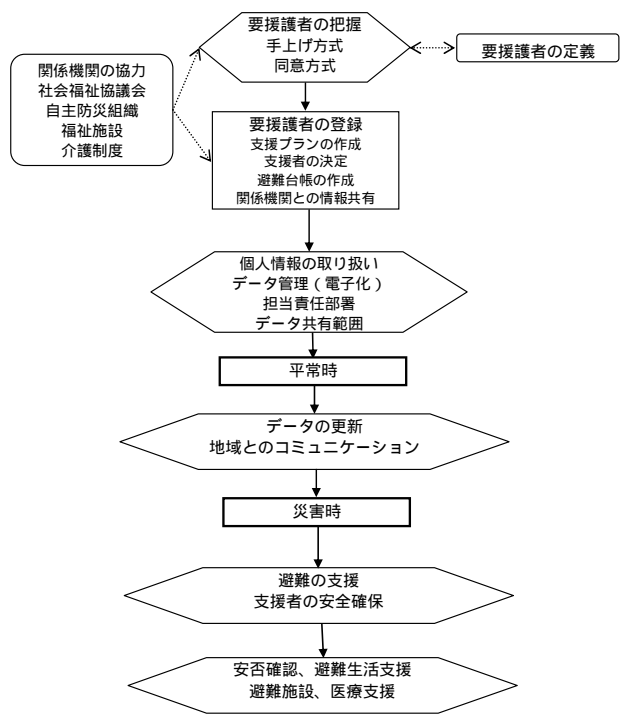 要援護者の把握
手上げ方式
同意方式
要援護者の定義
関係機関の協力
社会福祉協議会
自主防災組織
福祉施設
介護制度
要援護者の登録
支援プランの作成
支援者の決定
避難台帳の作成
関係機関との情報共有
個人情報の取り扱い
データ管理（電子化）
担当責任部署
データ共有範囲
平常時
データの更新
地域とのコミュニケーション
災害時
避難の支援
支援者の安全確保
安否確認、避難生活支援
避難施設、医療支援